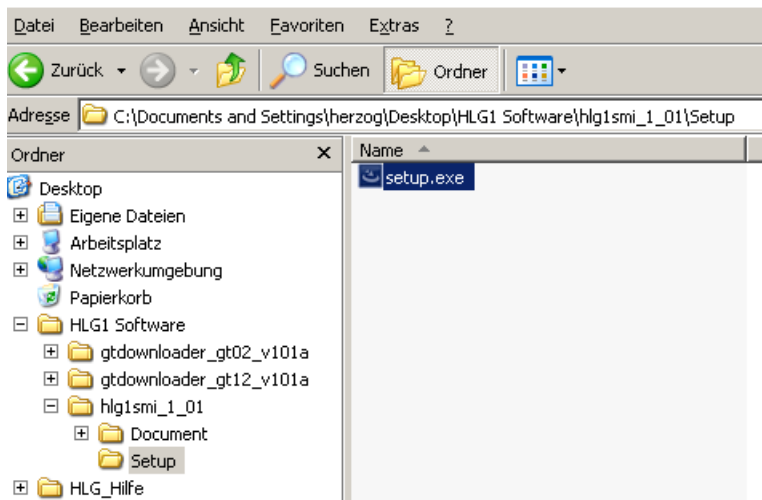 Datei Bearbeiten Ansicht Favoriten Extras ?
Zurück Suchen Ordner
Adresse C:\Documents and Settings\herzog\Desktop\HLG1 Software\hlg1smi_1_01\Setup
Ordner x
Name
setup.exe
Desktop
Eigene Dateien
Arbeitsplatz
Netzwerkumgebung
Papierkorb
HLG1 Software
gtdownloader_gt02_v101a
gtdownloader_gt12_v101a
hlg1smi_1_01
Document
Setup
HLG_Hilfe